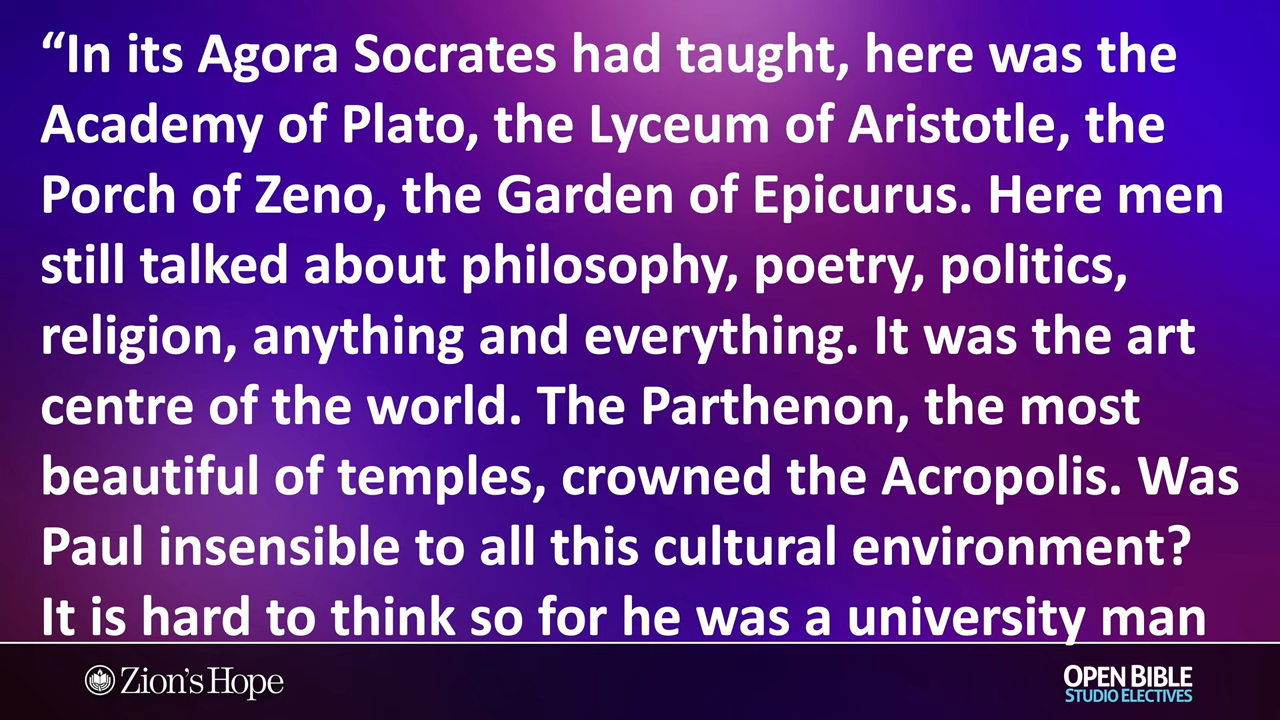 “In its Agora Socrates had taught, here was the
Academy of Plato, the Lyceum of Aristotle, the
Porch of Zeno, the Garden of Epicurus. Here men
still talked about philosophy, poetry, politics,
religion, anything and everything. It was the art
centre of the world. The Parthenon, the most
beautiful of temples, crowned the Acropolis. Was
Paul insensible to all this cultural environment?
It is hard to think so for he was a university man
Zion's Hope
OPEN BIBLE
STUDIO ELECTIVES